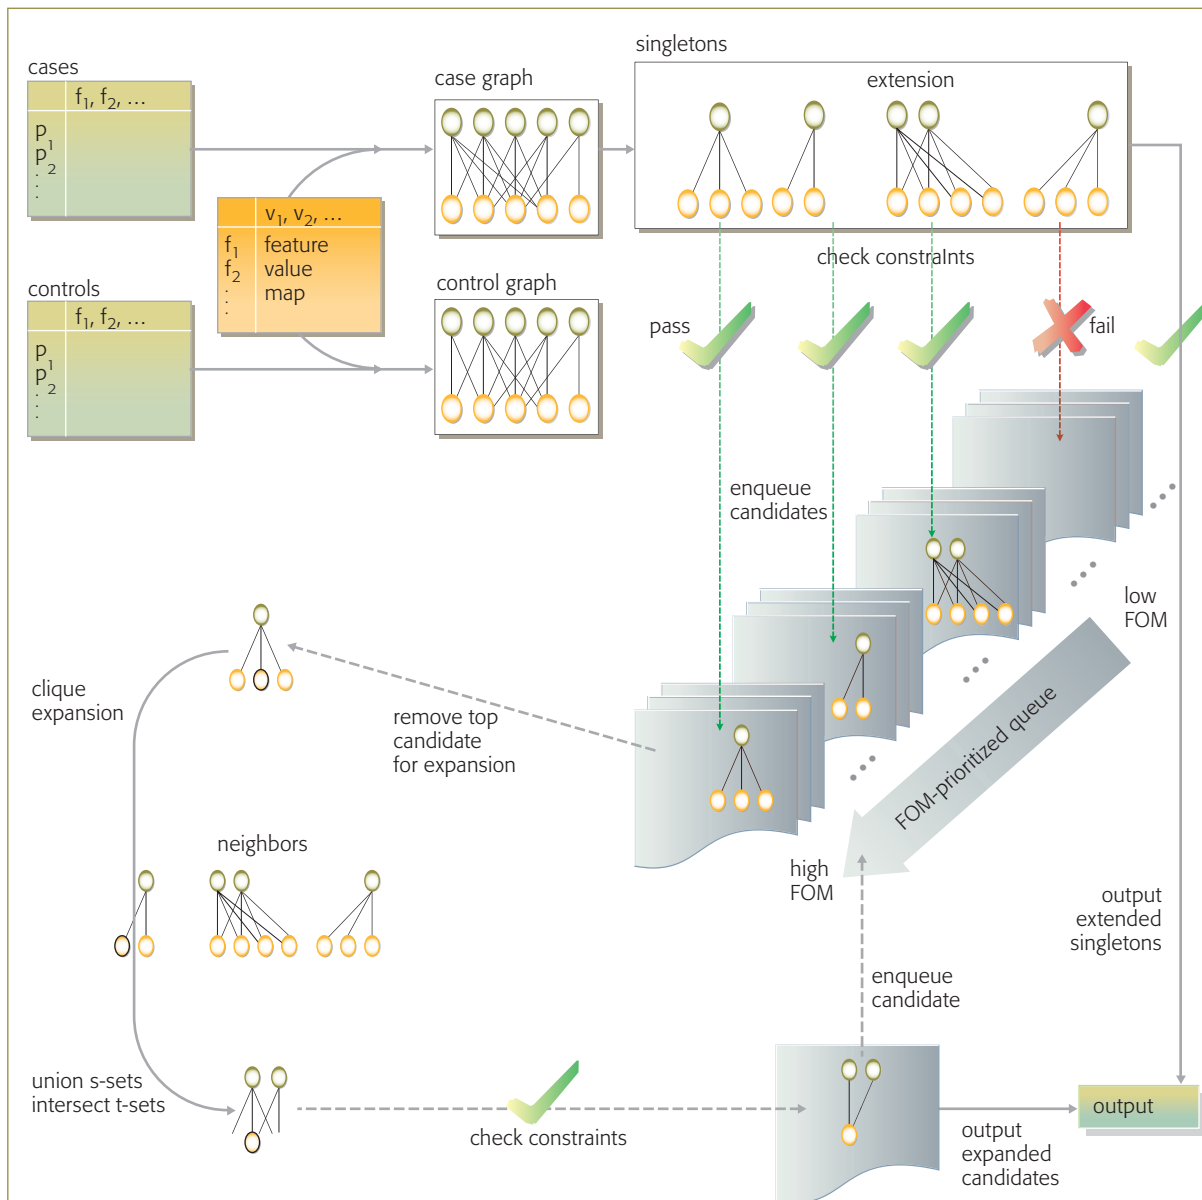 singletons
cases
case graph
extension
f1, f2, …
p1
p2
.
.
v1, v2, …
f1 feature
f2 value
. map
.
.
check constraInts
controls
control graph
f1, f2, …
p1
p2
.
.
.
pass
fail
enqueue
candidates
low
FOM
clique
expansion
remove top
candidate
for expansion
FOM-prioritized queue
neighbors
high
FOM
output
extended
singletons
enqueue
candidate
union s-sets
intersect t-sets
check constraints
output
output
expanded
candidates